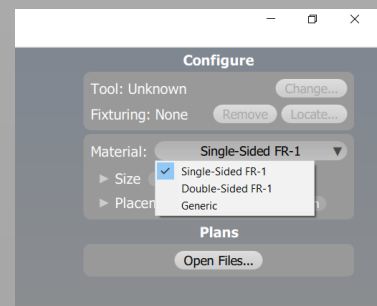 Configure
Tool: Unknown
Change...
Fixturing: None
Remove
Locate...
Material:
Single-Sided FR-1
Single-Sided FR-1
Size
Double-Sided FR-1
Generic
Plans
Open Files...